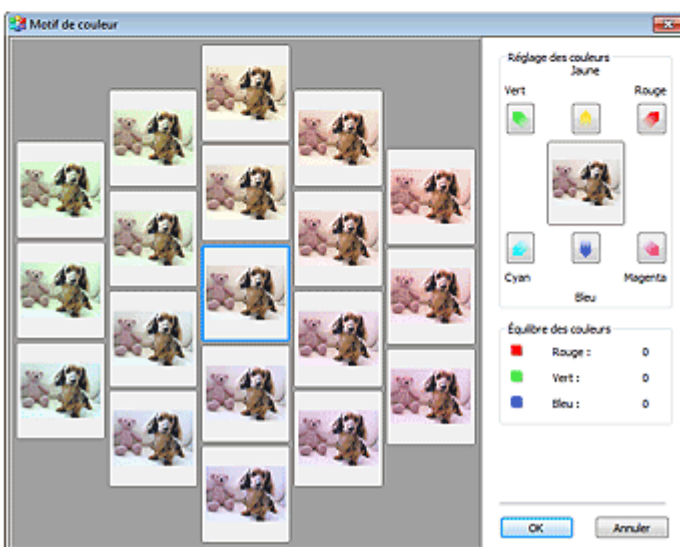 Motif de couleur
Réglage des couleurs
Jaune
Vert
Rouge
Cyan
Magenta
Bleu
Équilibre des couleurs
Rouge : 0
Vert : 0
Bleu : 0
OK
Annuler